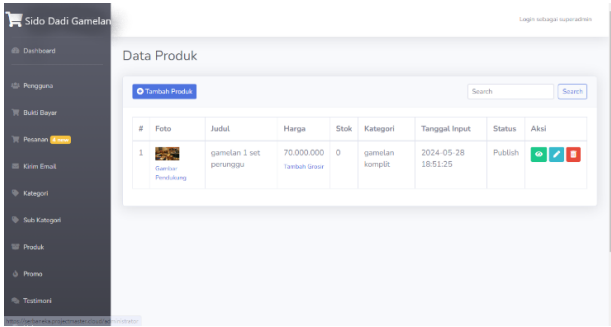 Sido Dadi Gamelan
Login sebagai superadmin
Dashboard
Data Produk
Pengguna
Tambah Produk
Search
Search
Bukti Bayar
# Foto Judul Harga Stok Kategori Tanggal Input Status Aksi
Pesanan
1 gamelan 1 set 70.000.000 0 gamelan 2024-05-28 Publish
perunggu Tambah Grosir komplit 18:51:25
Gambar
Pendukung
Kirim Email
Kategori
Sub Kategori
Produk
Promo
Testimoni